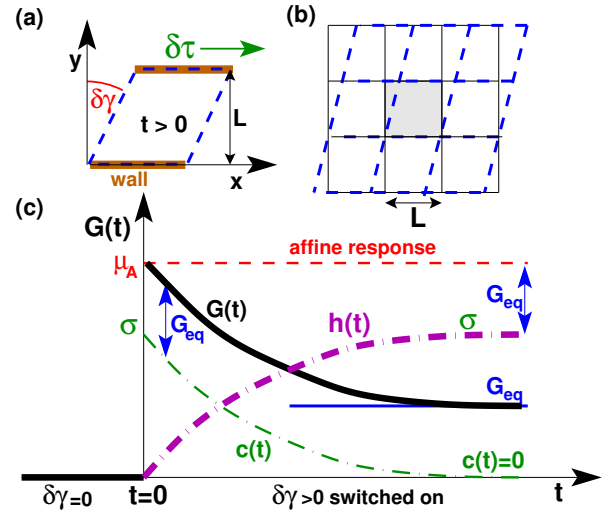 (a)
y
δτ
δγ
t > 0
L
wall
x
(b)
L
(c)
G(t)
affine response
μA
G(t)
Geq
h(t)
σ
Geq
σ
Geq
c(t)
c(t)=0
δγ=0
t=0
δγ>0 switched on
t